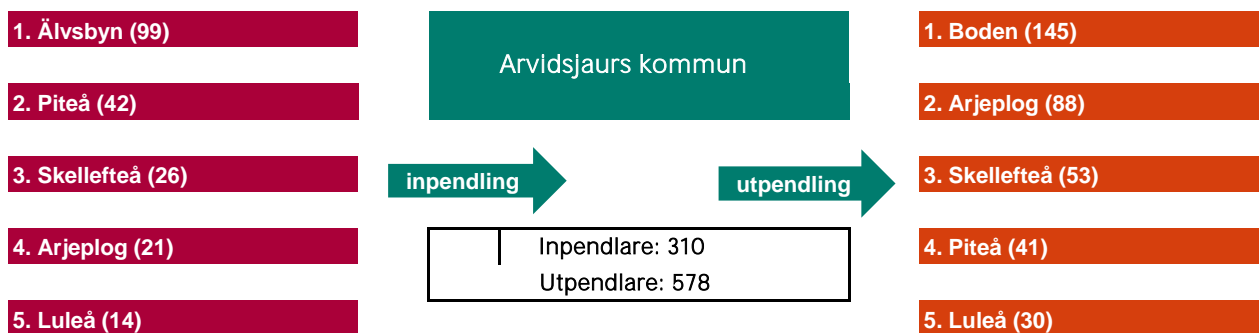 1. Älvsbyn (99)
2. Piteå (42)
3. Skellefteå (26)
4. Arjeplog (21)
5. Luleå (14)
Arvidsjaurs kommun
inpendling
utpendling
Inpendlare: 310
Utpendlare: 578
1. Boden (145)
2. Arjeplog (88)
3. Skellefteå (53)
4. Piteå (41)
5. Luleå (30)